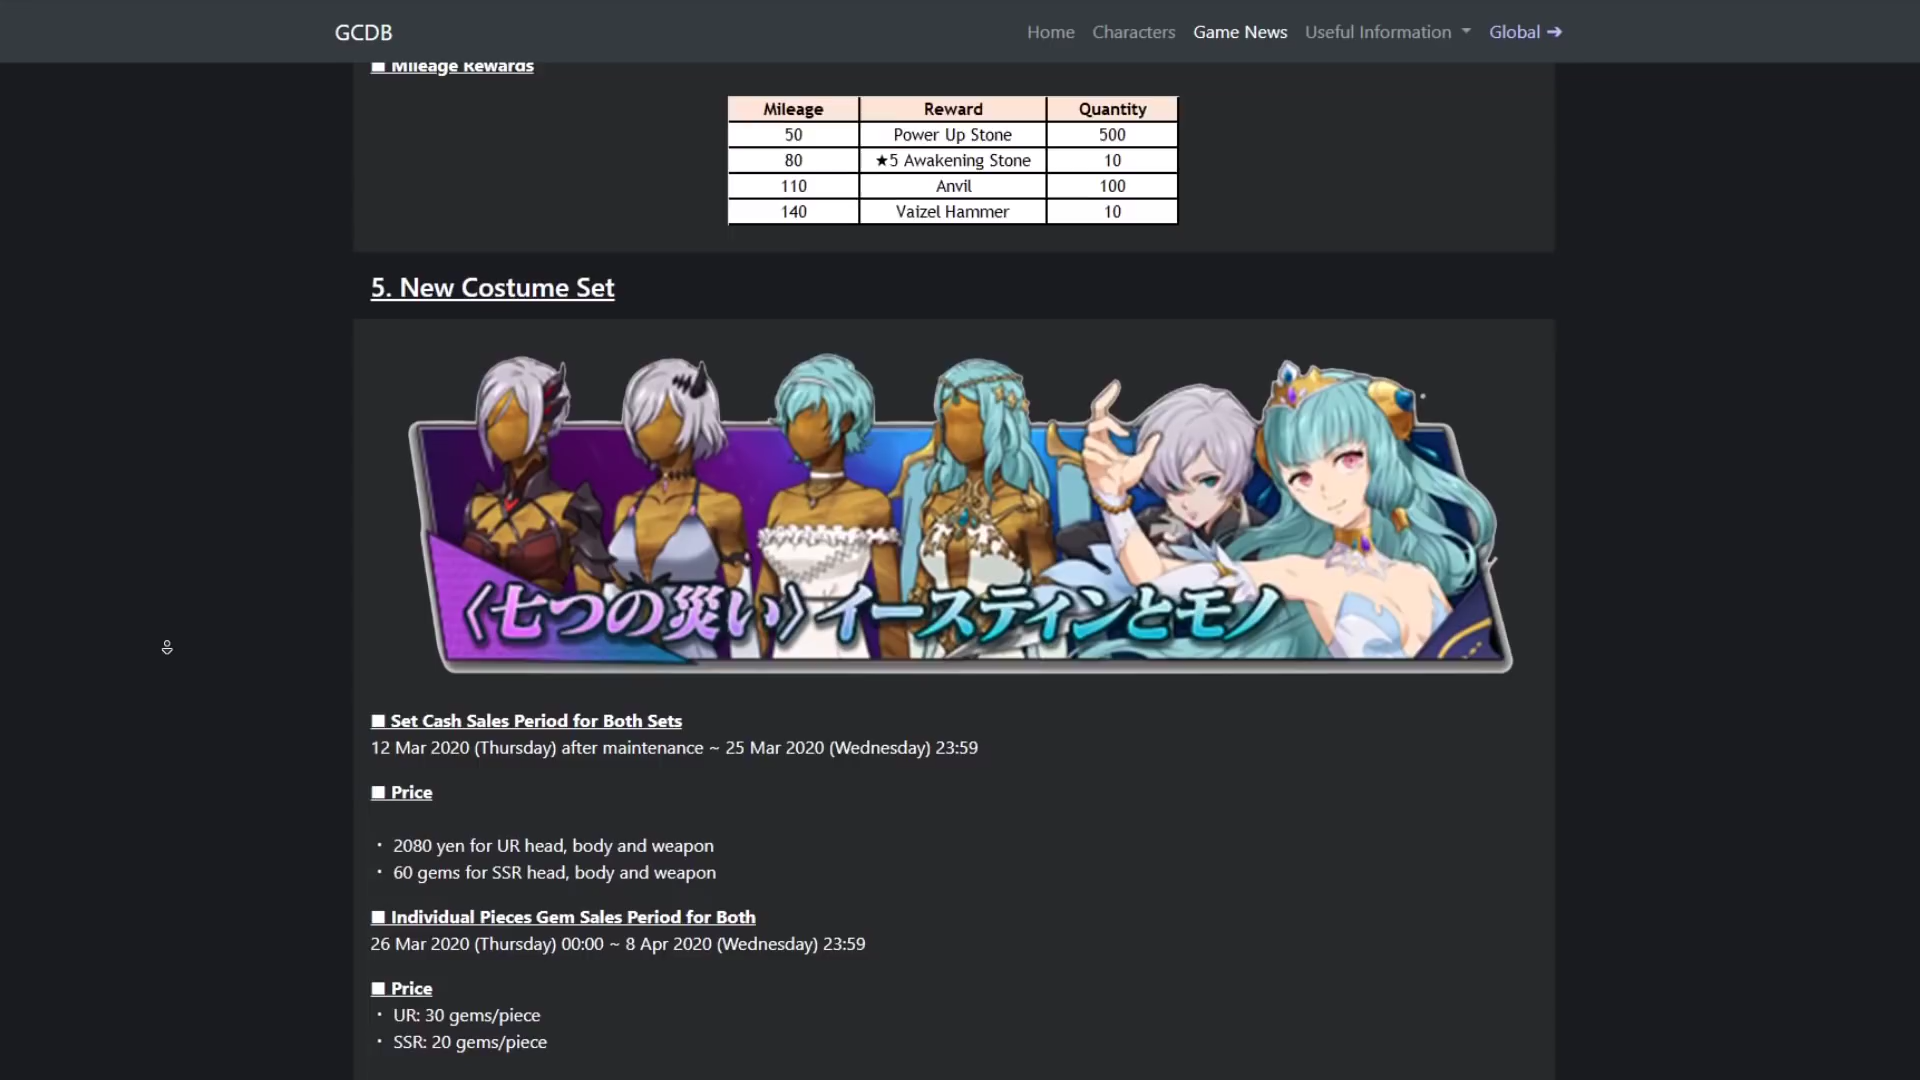 GCDB
Home Characters Game News Useful Information Global ➔
■ Mileage Rewards
Mileage Reward Quantity
50 Power Up Stone 500
80 ★5 Awakening Stone 10
110 Anvil 100
140 Vaizel Hammer 10
5. New Costume Set
〈七つの災い〉イースティンとモノ
■ Set Cash Sales Period for Both Sets
12 Mar 2020 (Thursday) after maintenance ~ 25 Mar 2020 (Wednesday) 23:59
■ Price
・ 2080 yen for UR head, body and weapon
・ 60 gems for SSR head, body and weapon
■ Individual Pieces Gem Sales Period for Both
26 Mar 2020 (Thursday) 00:00 ~ 8 Apr 2020 (Wednesday) 23:59
■ Price
・ UR: 30 gems/piece
・ SSR: 20 gems/piece